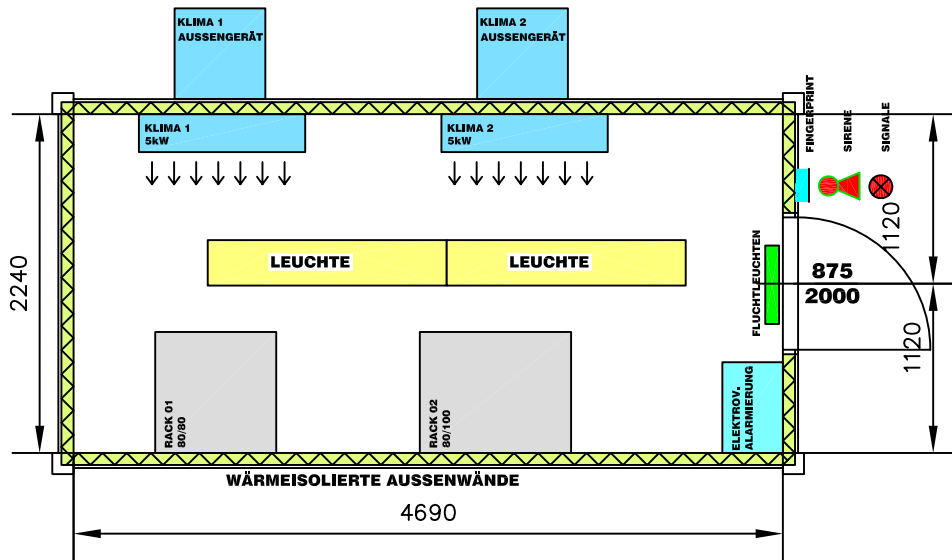 KLIMA 1
AUSSENGERÄT
KLIMA 2
AUSSENGERÄT
KLIMA 1
5kW
KLIMA 2
5kW
FINGERPRINT
SIRENE
SIGNALE
1120
2240
LEUCHTE
LEUCHTE
FLUCHTLEUCHTEN
875
2000
1120
RACK 01
80/80
RACK 02
80/100
ELEKTROV.
ALARMIERUNG
WÄRMEISOLIERTE AUSSENWÄNDE
4690